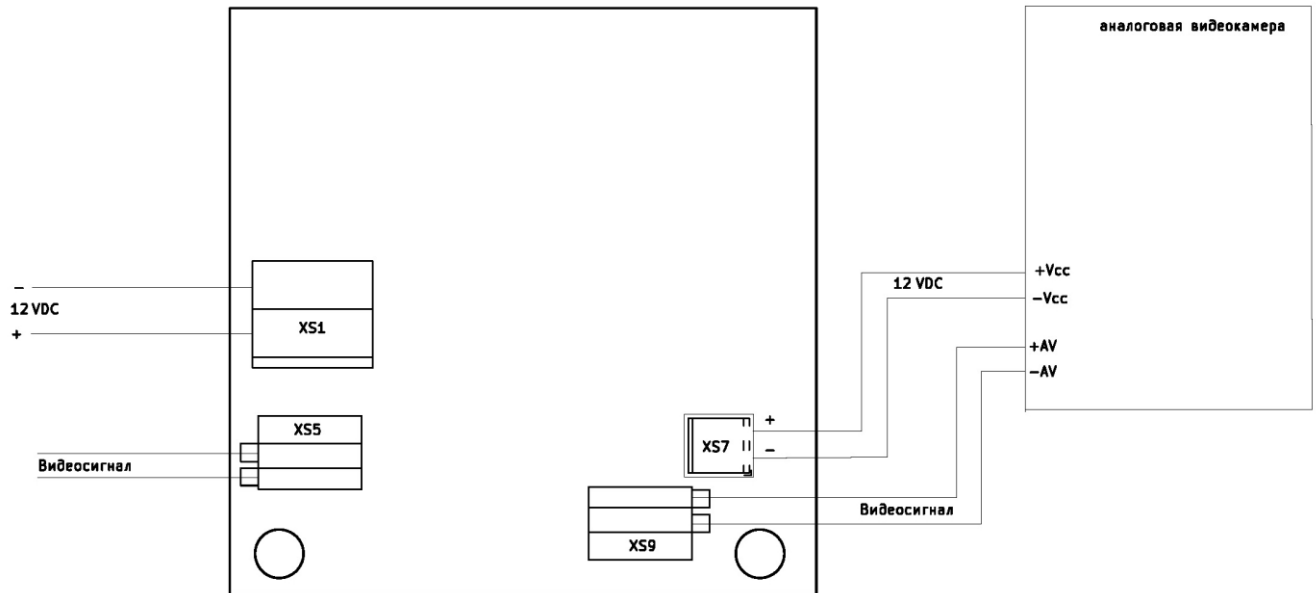 аналоговая видеокамера
–
12 VDC
+
XS1
XS5
Видеосигнал
+Vcc
12 VDC
–Vcc
+AV
–AV
+
XS7
–
Видеосигнал
XS9